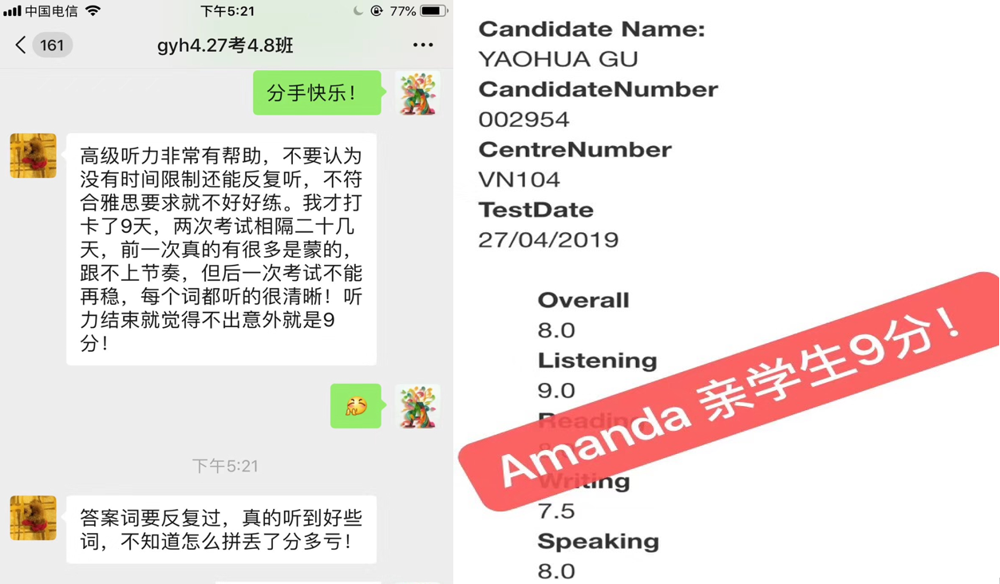 中国电信
下午5:21
77%
161
gyh4.27考4.8班
分手快乐！
高级听力非常有帮助，不要认为
没有时间限制还能反复听，不符
合雅思要求就不好好练。我才打
卡了9天，两次考试相隔二十几
天，前一次真的有很多是蒙的，
跟不上节奏，但后一次考试不能
再稳，每个词都听的很清晰！听
力结束就觉得不出意外就是9
分！
下午5:21
答案词要反复过，真的听到好些
词，不知道怎么拼丢了分多亏！
Candidate Name:
YAOHUA GU
CandidateNumber
002954
CentreNumber
VN104
TestDate
27/04/2019
Overall
8.0
Listening
9.0
Reading
Amanda 亲学生9分！
Writing
7.5
Speaking
8.0